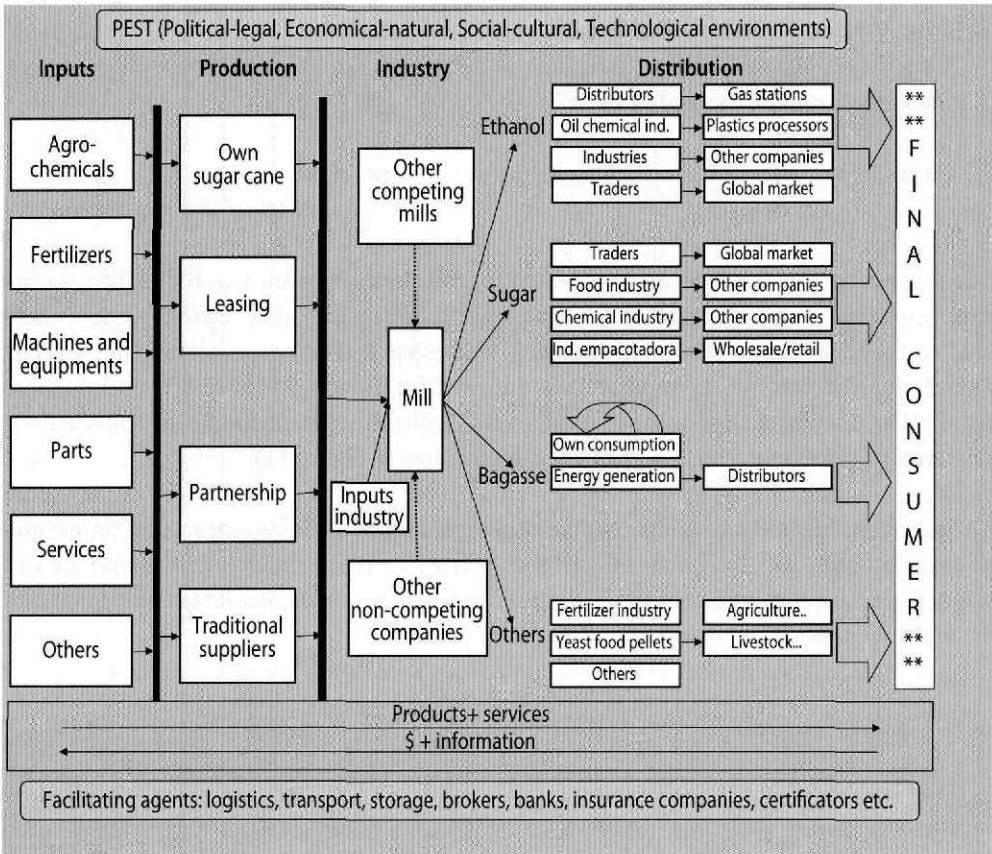 PEST (Political-legal, Economical-natural, Social-cultural, Technological environments)
Inputs
Production
Industry
Distribution
Agro-
chemicals
Fertilizers
Machines and
equipments
Parts
Services
Others
Own
sugar cane
Leasing
Partnership
Traditional
suppliers
Other
competing
mills
Mill
Inputs
industry
Other
non-competing
companies
Ethanol
Distributors
Gas stations
Oil chemical ind.
Plastics processors
Industries
Other companies
Traders
Global market
Sugar
Traders
Global market
Food industry
Other companies
Chemical industry
Other companies
Ind. empacotadora
Wholesale/retail
Bagasse
Own consumption
Energy generation
Distributors
Others
Fertilizer industry
Agriculture..
Yeast food pellets
Livestock...
Others
**
**
F
I
N
A
L
C
O
N
S
U
M
E
R
**
**
Products+ services
$ + information
Facilitating agents: logistics, transport, storage, brokers, banks, insurance companies, certificators etc.